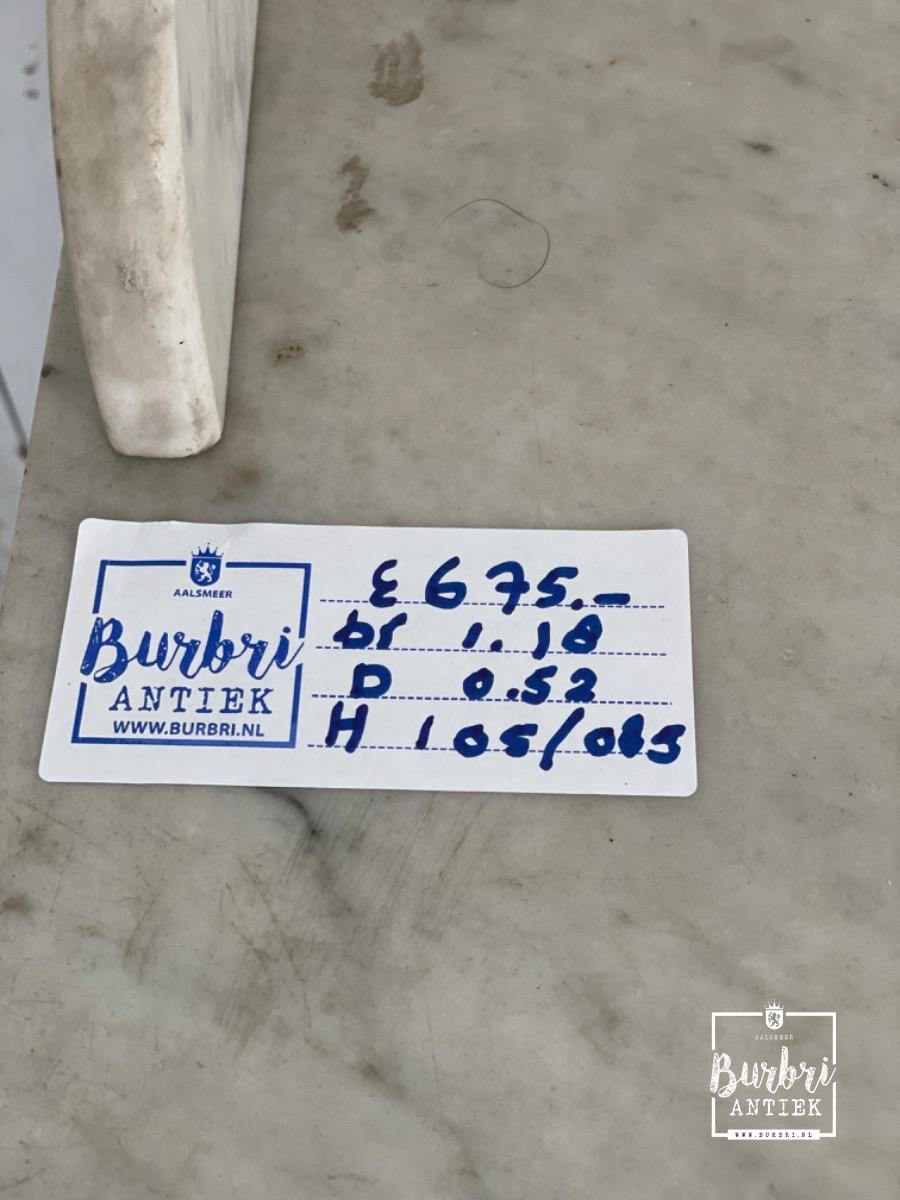 AALSMEER
Burbri
ANTIEK
WWW.BURBRI.NL
€ 675.-
br 1.18
D 0.52
H 105/085
AALSMEER
Burbri
ANTIEK
WWW.BURBRI.NL